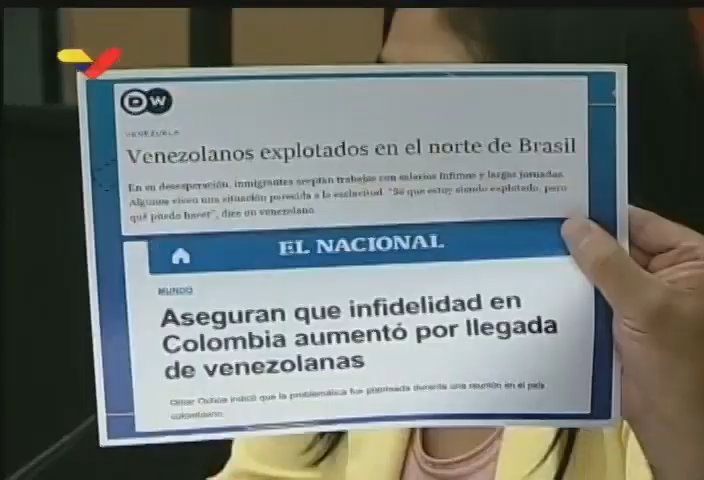 DW
VENEZUELA
Venezolanos explotados en el norte de Brasil
En su desesperación, inmigrantes aceptan trabajos con salarios ínfimos y largas jornadas.
Algunos viven una situación parecida a la esclavitud. "Sé que estoy siendo explotado, pero
qué puedo hacer", dice un venezolano.
EL NACIONAL
MUNDO
Aseguran que infidelidad en
Colombia aumentó por llegada
de venezolanas
Omar Ochoa indicó que la problemática fue planteada durante una reunión en el país
colombiano